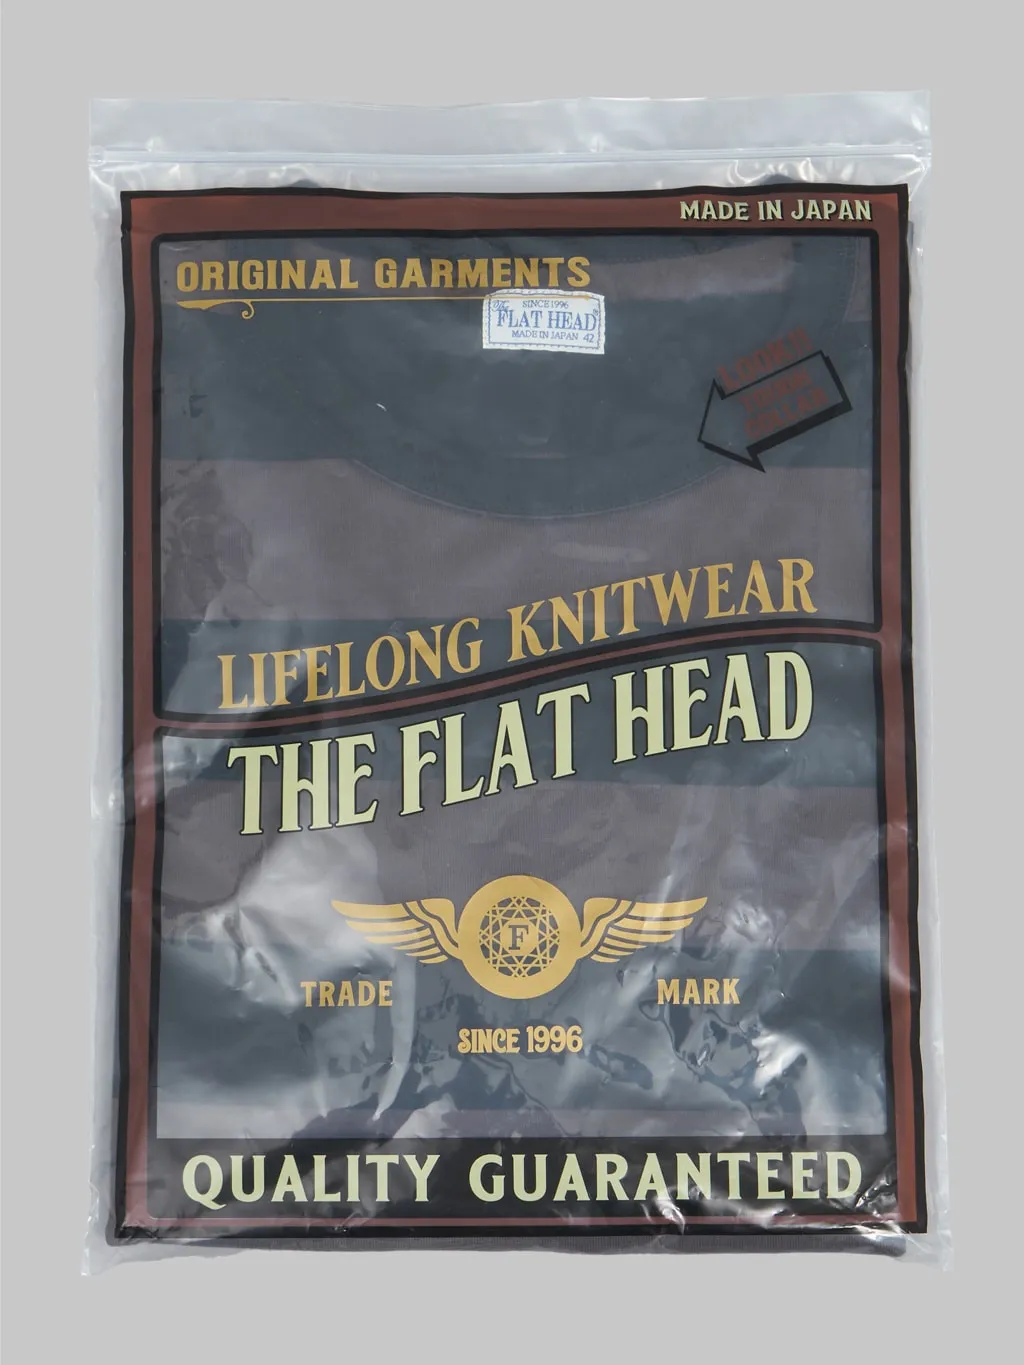 MADE IN JAPAN
ORIGINAL GARMENTS
The
SINCE 1996
FLAT HEAD
MADE IN JAPAN 42
LIFELONG KNITWEAR
THE FLAT HEAD
F
TRADE MARK
SINCE 1996
QUALITY GUARANTEED